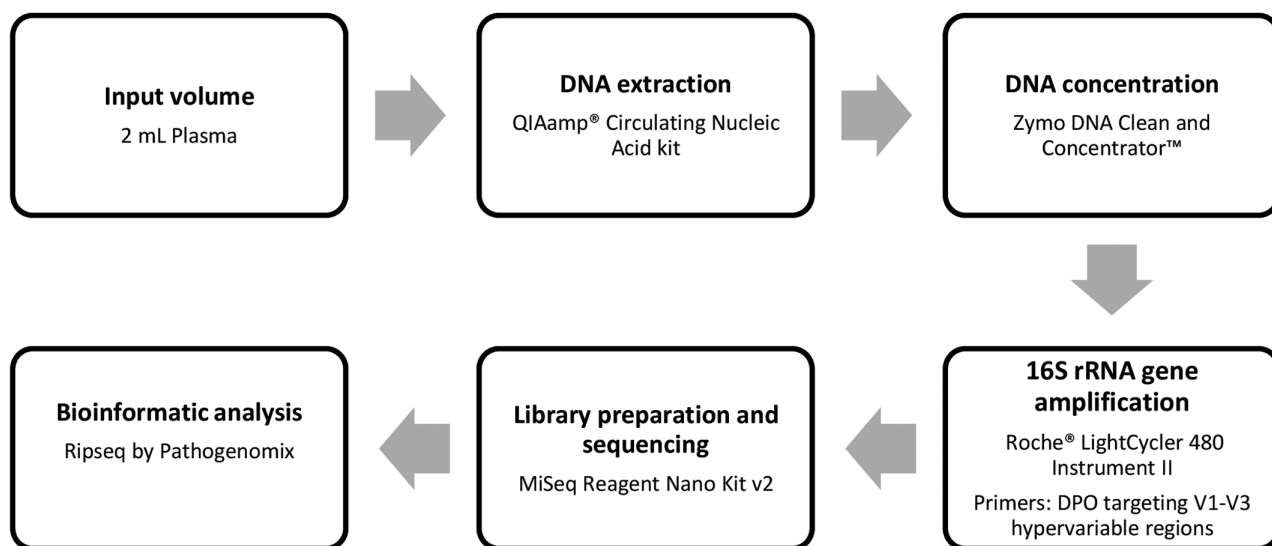 Input volume
2 mL Plasma
DNA extraction
QIAamp® Circulating Nucleic
Acid kit
DNA concentration
Zymo DNA Clean and
Concentrator™
16S rRNA gene
amplification
Roche® LightCycler 480
Instrument II
Primers: DPO targeting V1-V3
hypervariable regions
Library preparation and
sequencing
MiSeq Reagent Nano Kit v2
Bioinformatic analysis
Ripseq by Pathogenomix